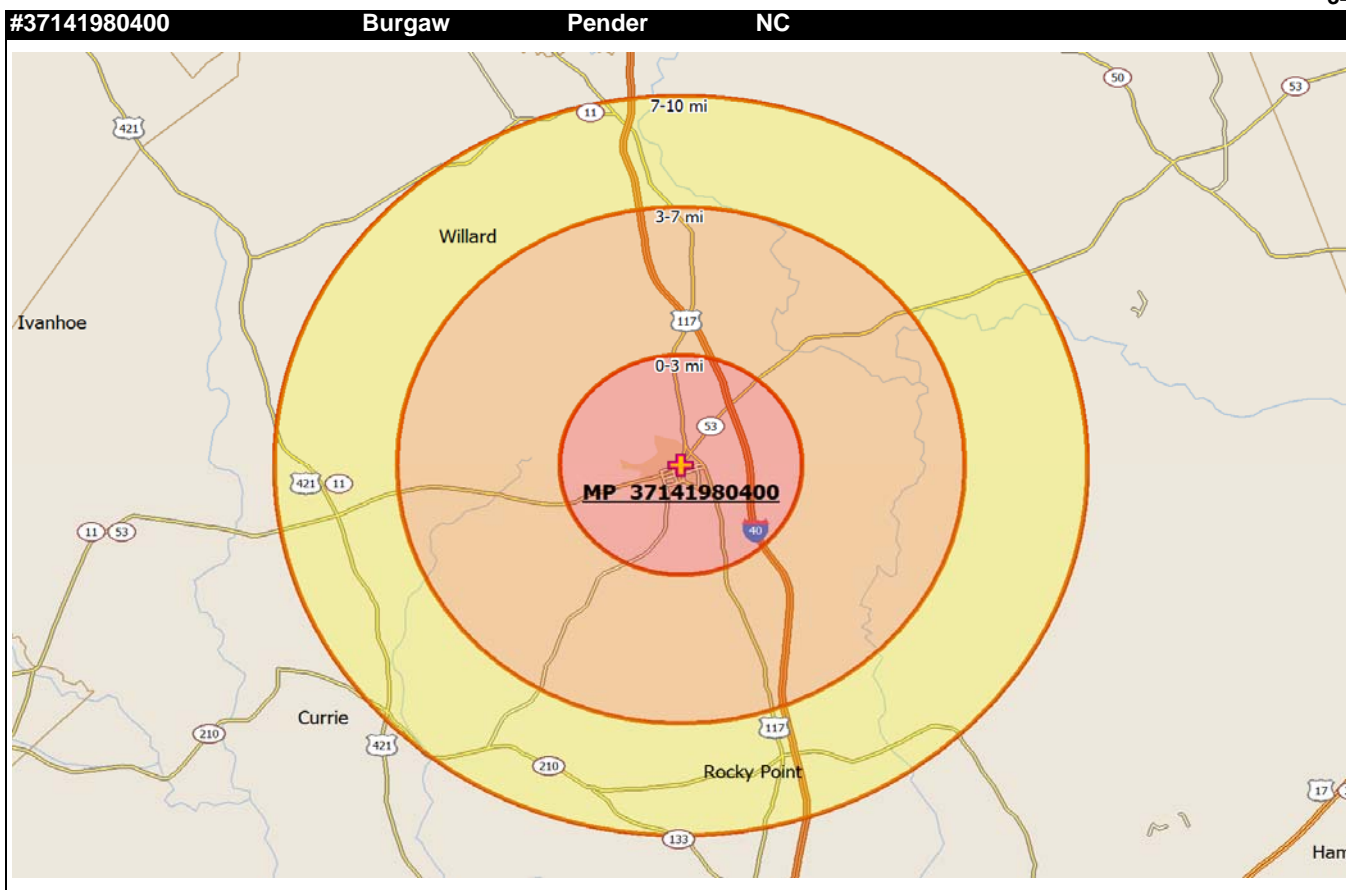 #37141980400 Burgaw Pender NC
50
53
7-10 mi
11
421
3-7 mi
Willard
Ivanhoe
117
0-3 mi
53
MP 37141980400
421 11
11 53
40
Currie
210
421
117
210
Rocky Point
17
133
Ham